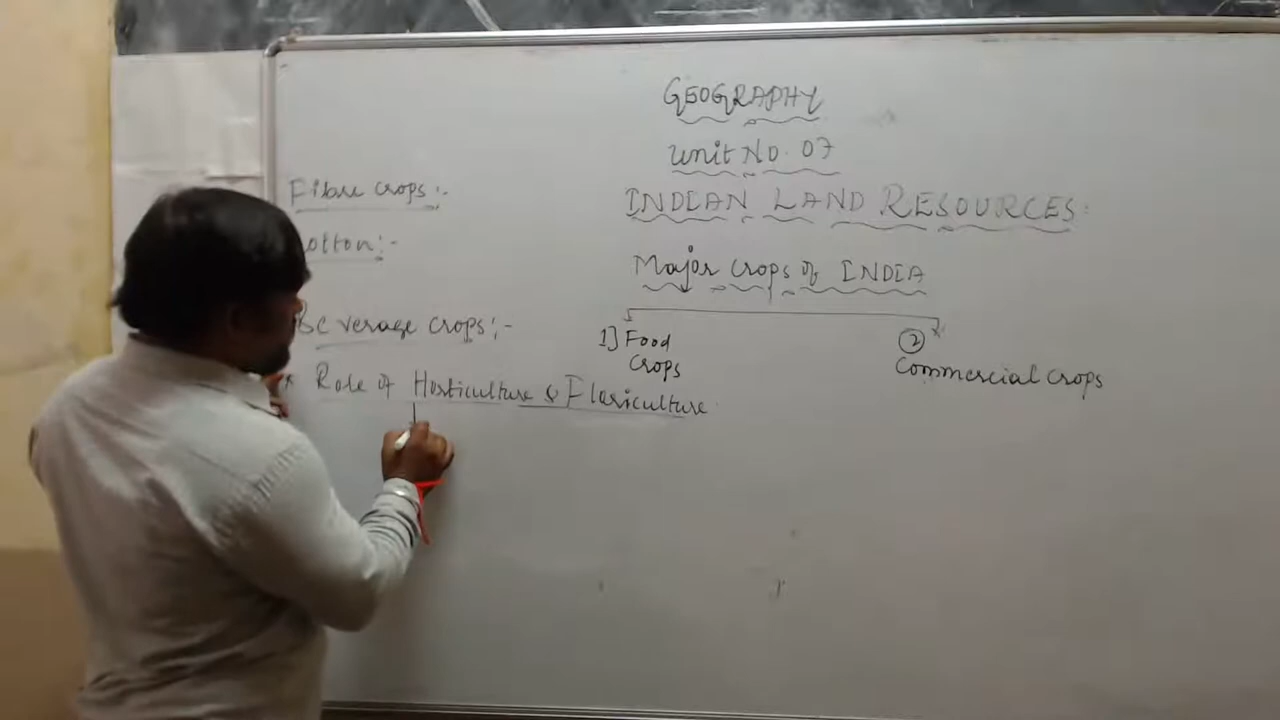 GEOGRAPHY
Unit No. 07
INDIAN LAND RESOURCES:
Major crops of INDIA
1] Food
Crops
②
Commercial Crops
Fibre crops:-
otton:-
Beverage crops:-
* Role of Horticulture & Floriculture